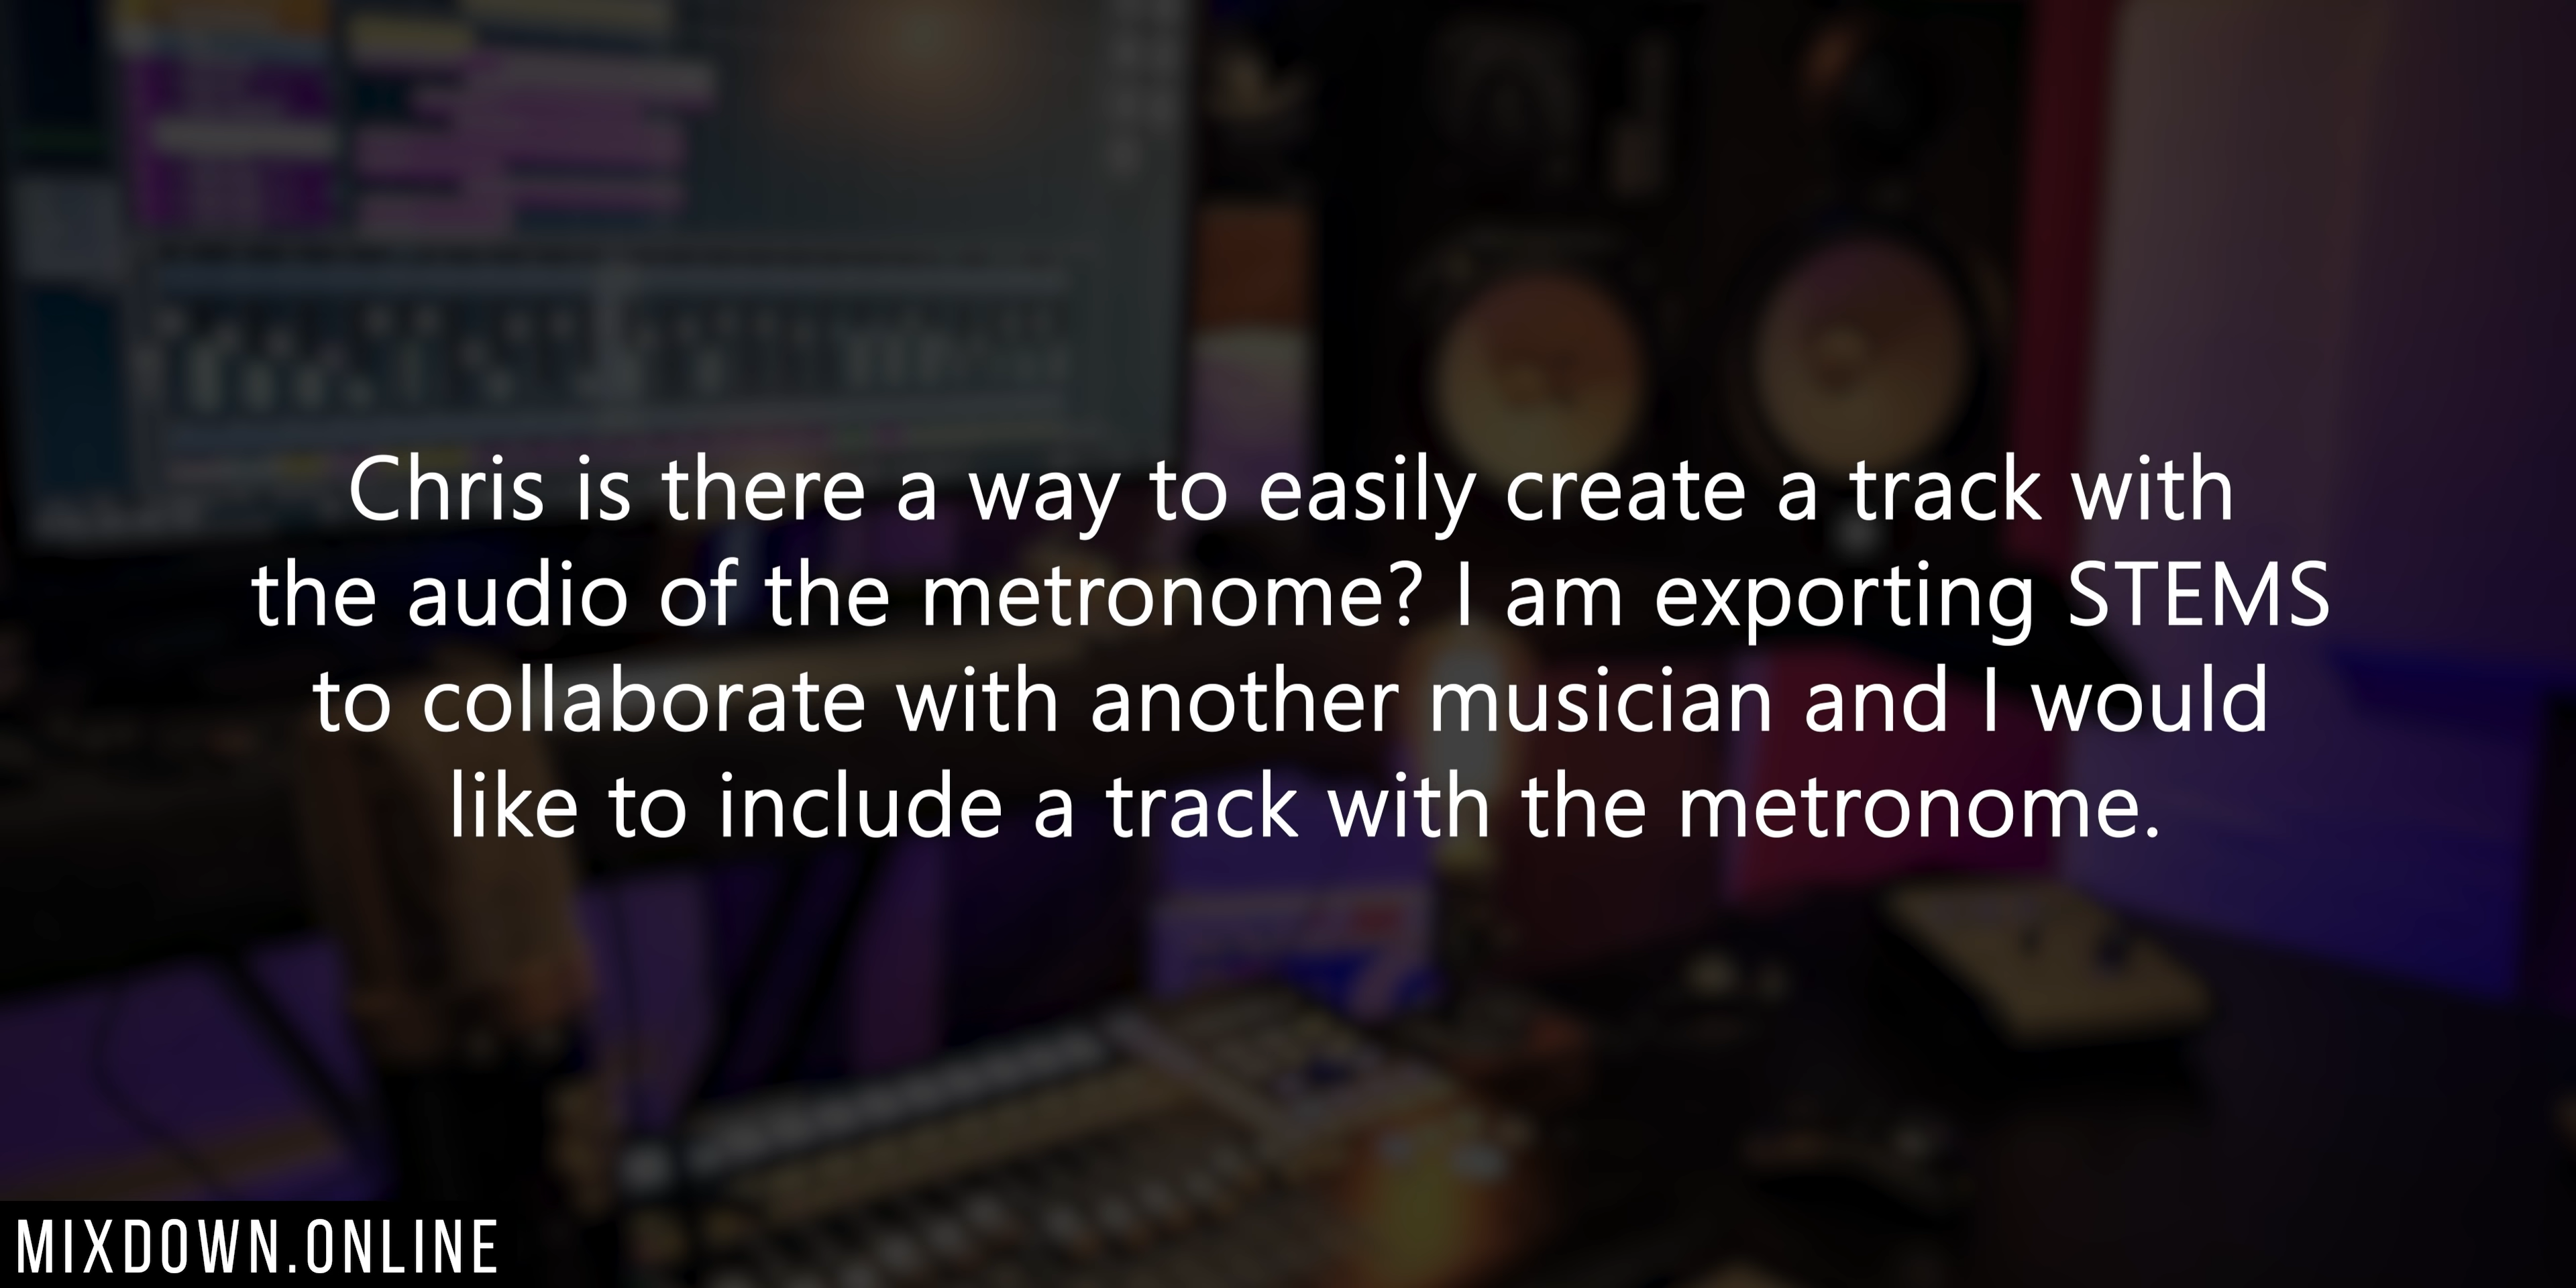 Chris is there a way to easily create a track with
the audio of the metronome? I am exporting STEMS
to collaborate with another musician and I would
like to include a track with the metronome.
MIXDOWN.ONLINE